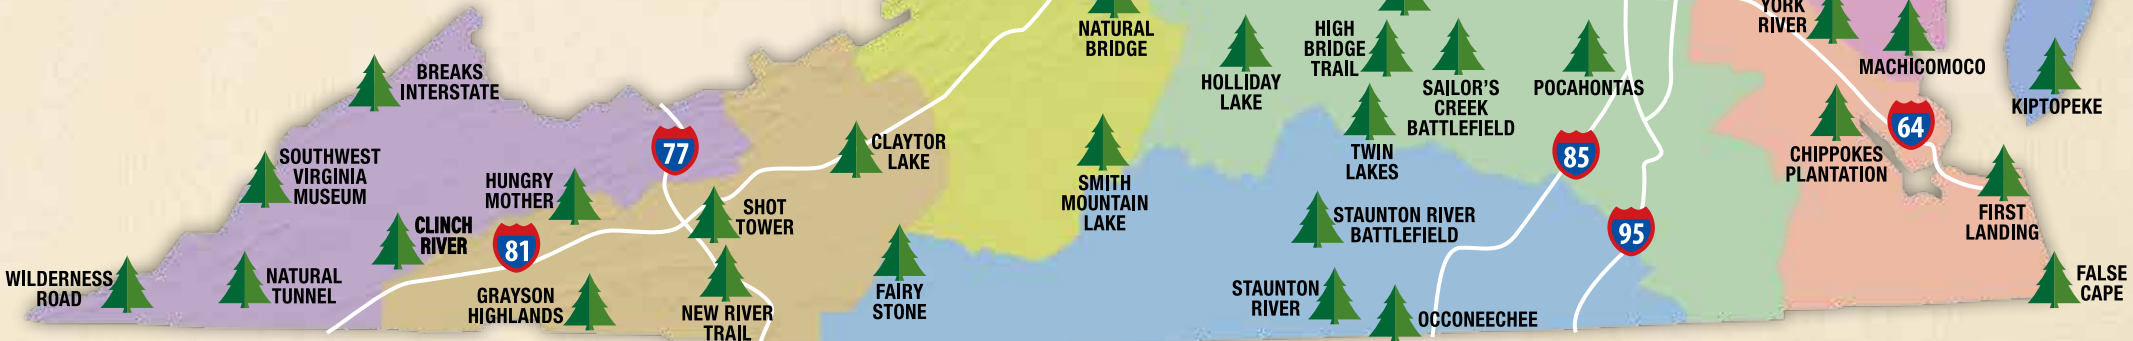 YORK
RIVER
NATURAL
BRIDGE
HIGH
BRIDGE
TRAIL
MACHICOMOCO
BREAKS
INTERSTATE
HOLLIDAY
LAKE
SAILOR'S
CREEK
BATTLEFIELD
POCAHONTAS
KIPTOPEKE
77
CLAYTOR
LAKE
TWIN
LAKES
85
64
CHIPPOKES
PLANTATION
SOUTHWEST
VIRGINIA
MUSEUM
HUNGRY
MOTHER
SMITH
MOUNTAIN
LAKE
CLINCH
RIVER
81
SHOT
TOWER
STAUNTON RIVER
BATTLEFIELD
95
FIRST
LANDING
WILDERNESS
ROAD
NATURAL
TUNNEL
GRAYSON
HIGHLANDS
NEW RIVER
TRAIL
FAIRY
STONE
STAUNTON
RIVER
OCCONEECHEE
FALSE
CAPE